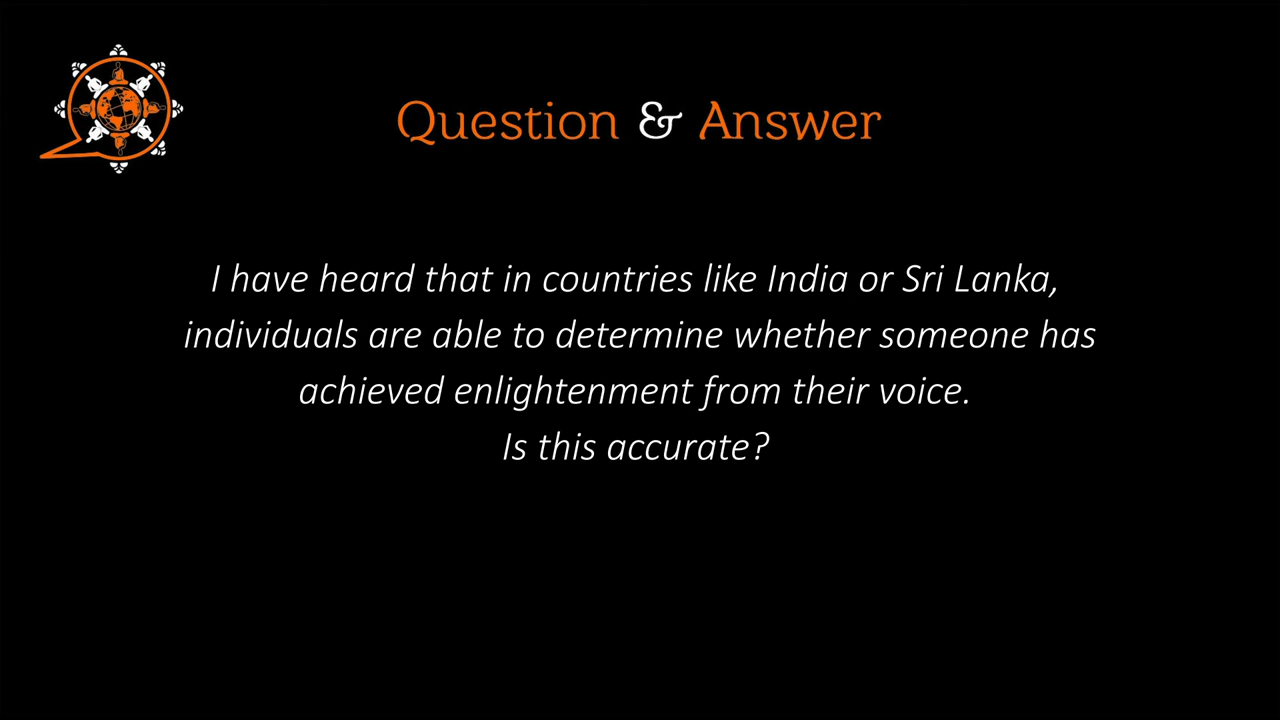 Question & Answer
I have heard that in countries like India or Sri Lanka,
individuals are able to determine whether someone has
achieved enlightenment from their voice.
Is this accurate?